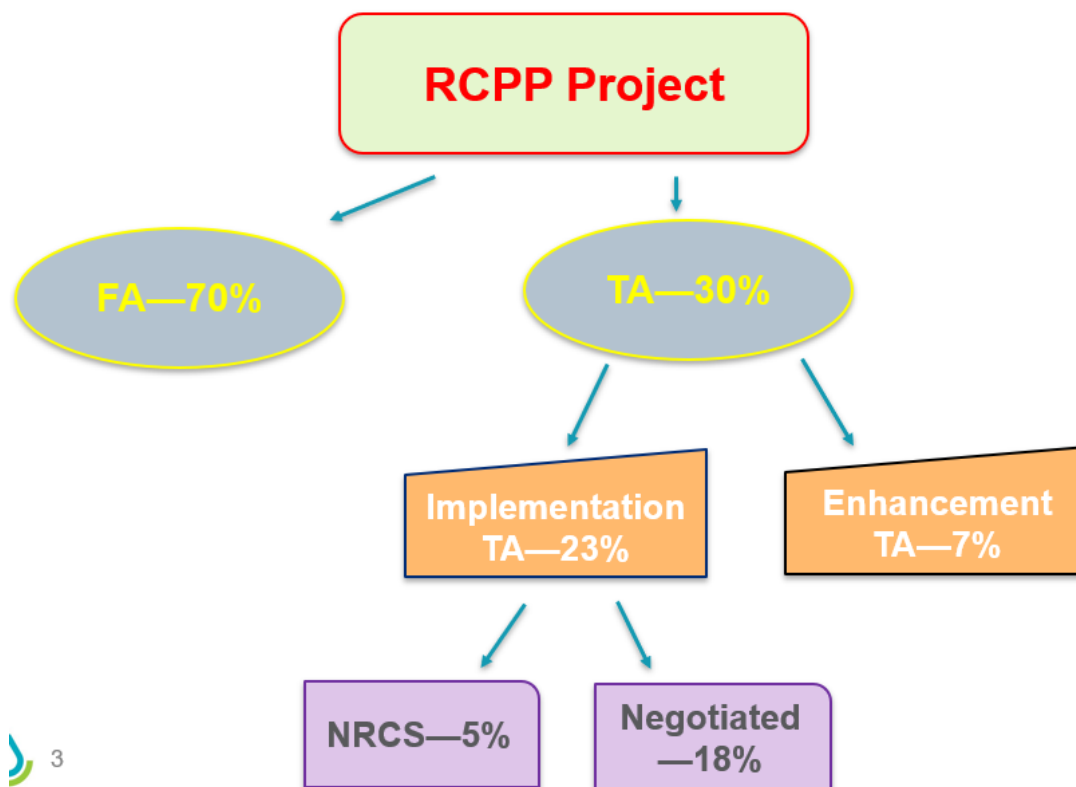 RCPP Project
FA—70%
TA—30%
Implementation
TA—23%
Enhancement
TA—7%
NRCS—5%
Negotiated
—18%
3